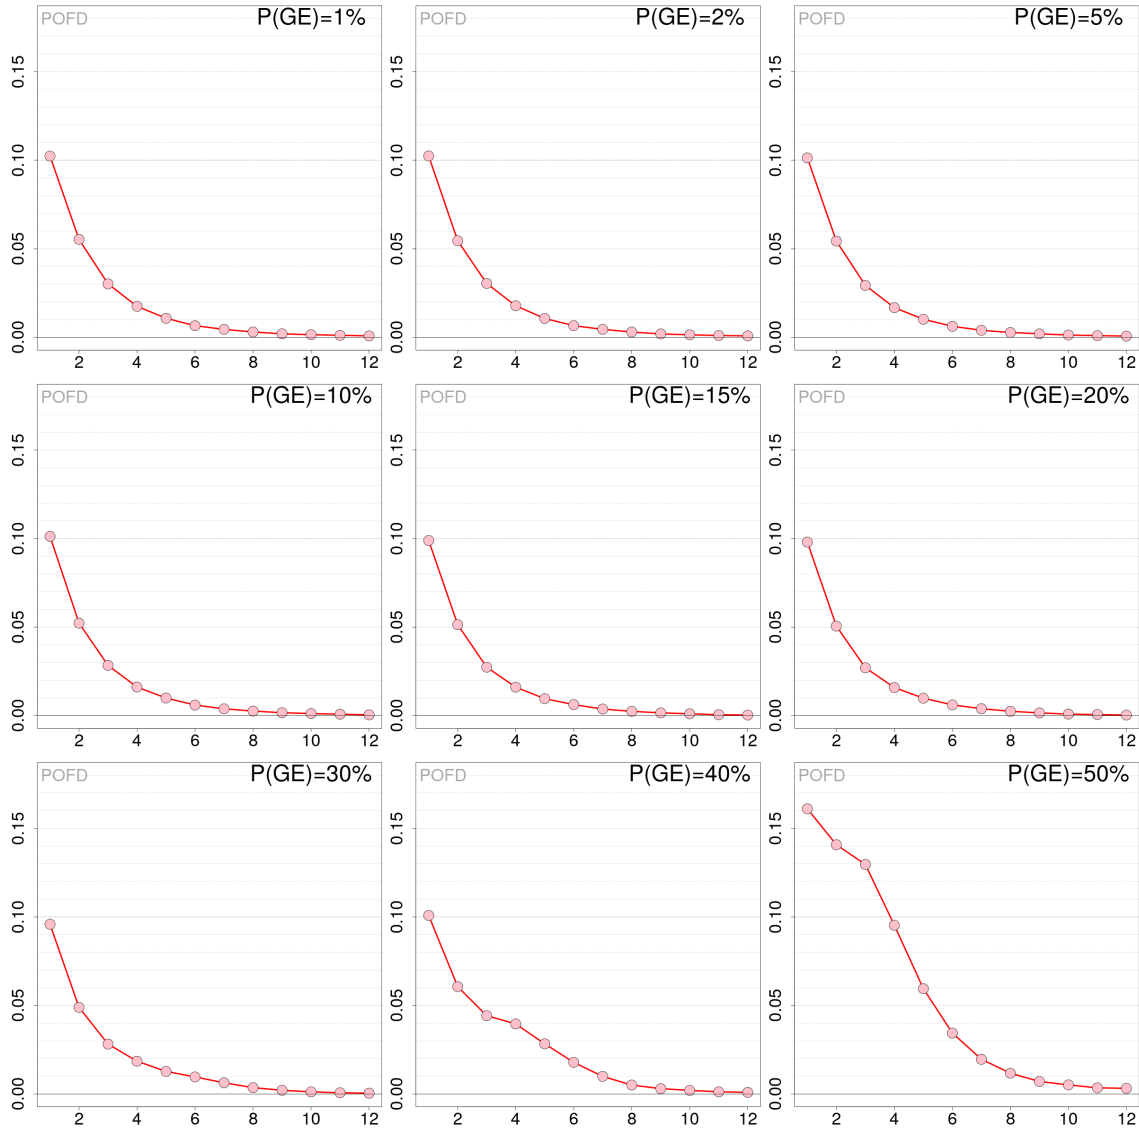 POFD P(GE)=1%
0.15
0.10
0.05
0.00
2 4 6 8 10 12
POFD P(GE)=2%
0.15
0.10
0.05
0.00
2 4 6 8 10 12
POFD P(GE)=5%
0.15
0.10
0.05
0.00
2 4 6 8 10 12
POFD P(GE)=10%
0.15
0.10
0.05
0.00
2 4 6 8 10 12
POFD P(GE)=15%
0.15
0.10
0.05
0.00
2 4 6 8 10 12
POFD P(GE)=20%
0.15
0.10
0.05
0.00
2 4 6 8 10 12
POFD P(GE)=30%
0.15
0.10
0.05
0.00
2 4 6 8 10 12
POFD P(GE)=40%
0.15
0.10
0.05
0.00
2 4 6 8 10 12
POFD P(GE)=50%
0.15
0.10
0.05
0.00
2 4 6 8 10 12